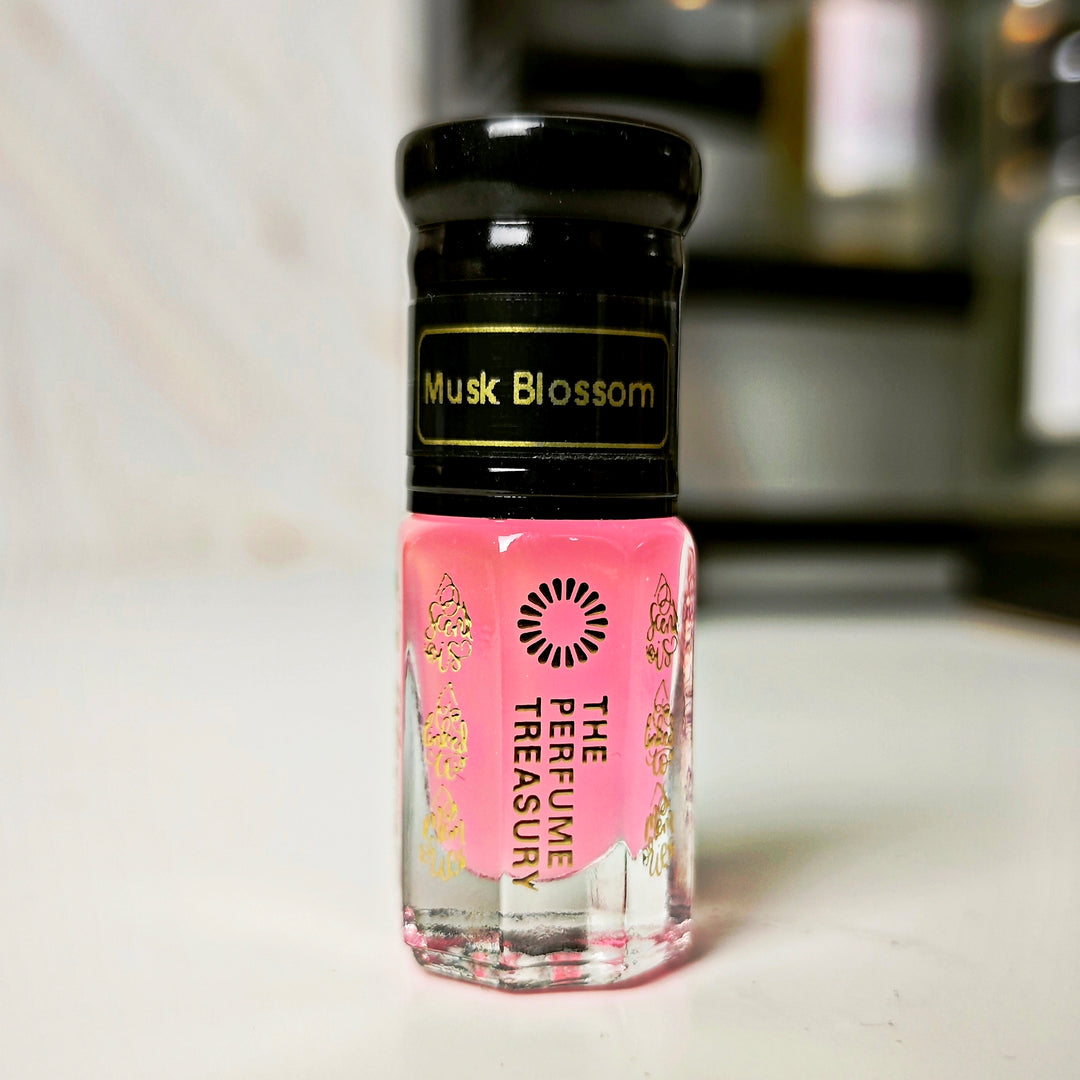 Musk Blossom
THE
PERFUME
TREASURY